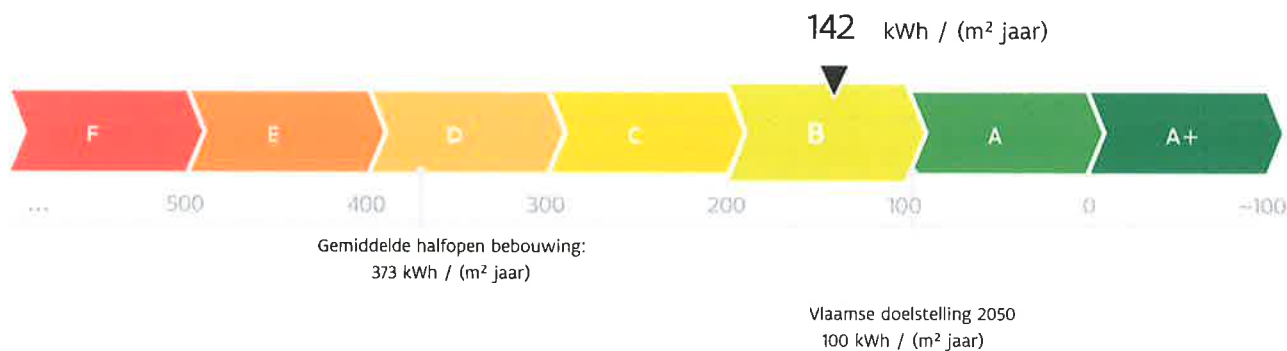 142 kWh / (m² jaar)
F E D C B A A+
... 500 400 300 200 100 0 -100
Gemiddelde halfopen bebouwing:
373 kWh / (m² jaar)
Vlaamse doelstelling 2050
100 kWh / (m² jaar)